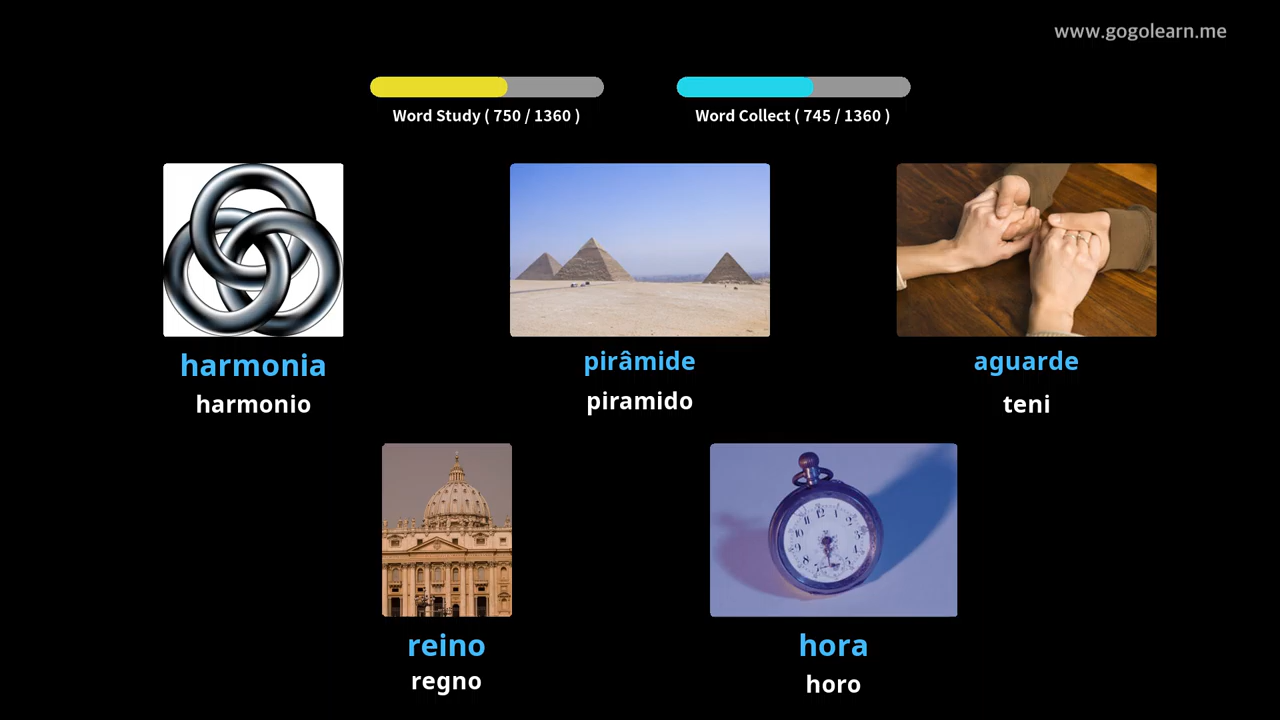 www.gogolearn.me
Word Study ( 750 / 1360 )
Word Collect ( 745 / 1360 )
harmonia
harmonio
pirâmide
piramido
aguarde
teni
reino
regno
hora
horo